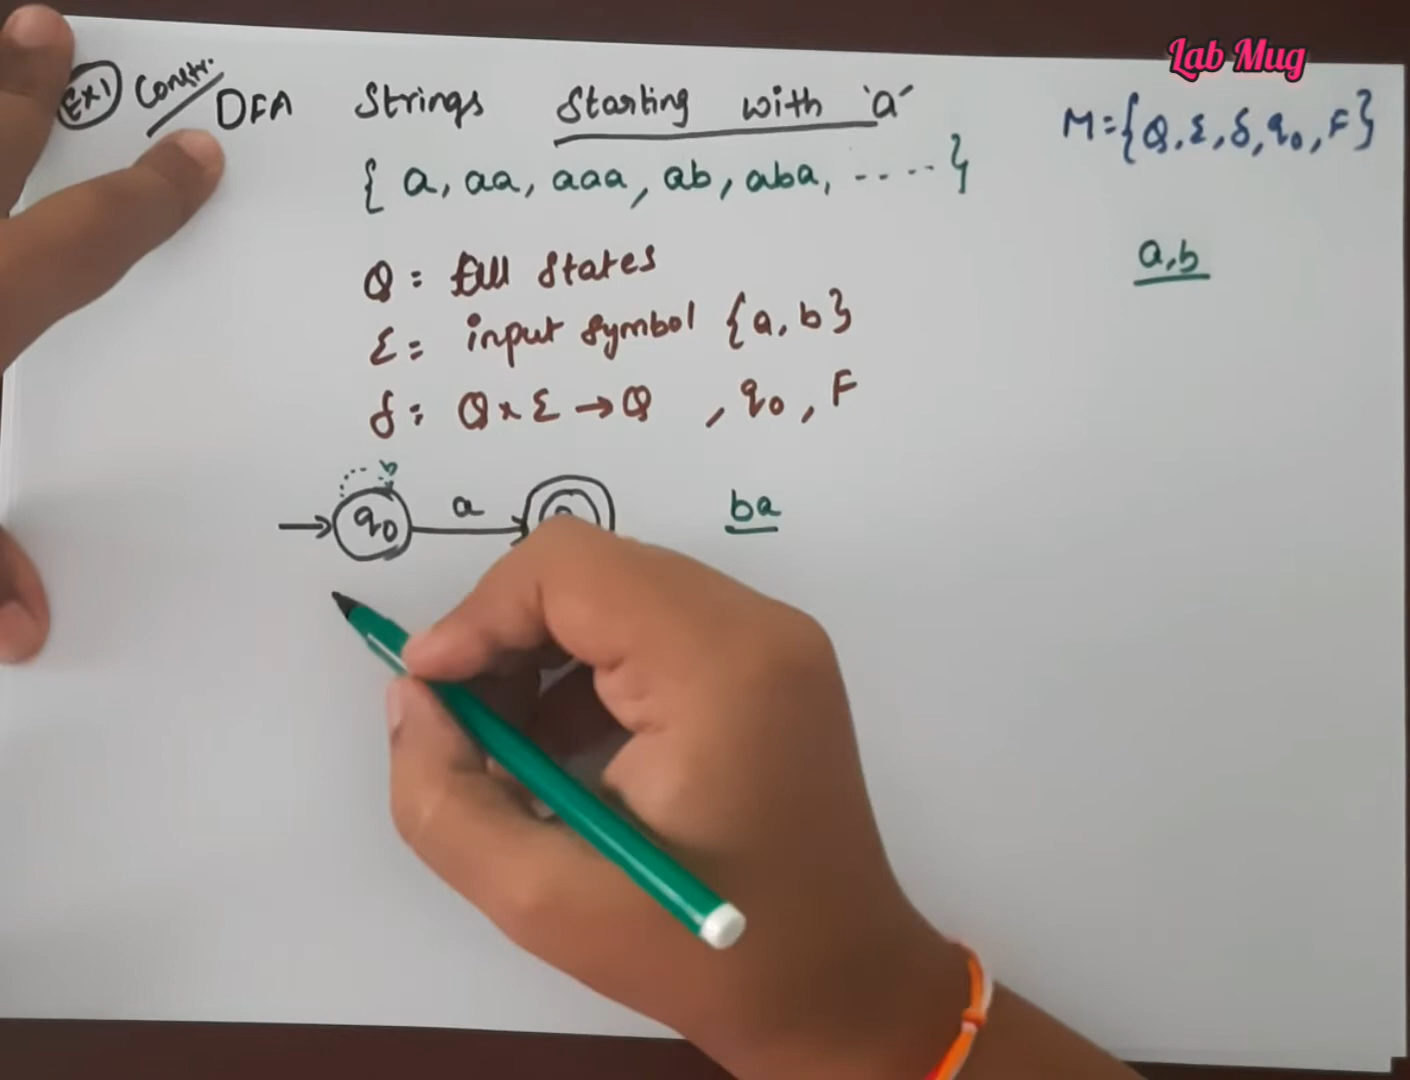 Lab Mug
Ex1 Constr. DFA Strings Starting with 'a'
M={Q,Σ,δ,q0,F}
{ a, aa, aaa, ab, aba, ..... }
a,b
Q = All States
Σ = input symbol {a, b}
δ = Q x Σ → Q , q0, F
b
q0 a
ba